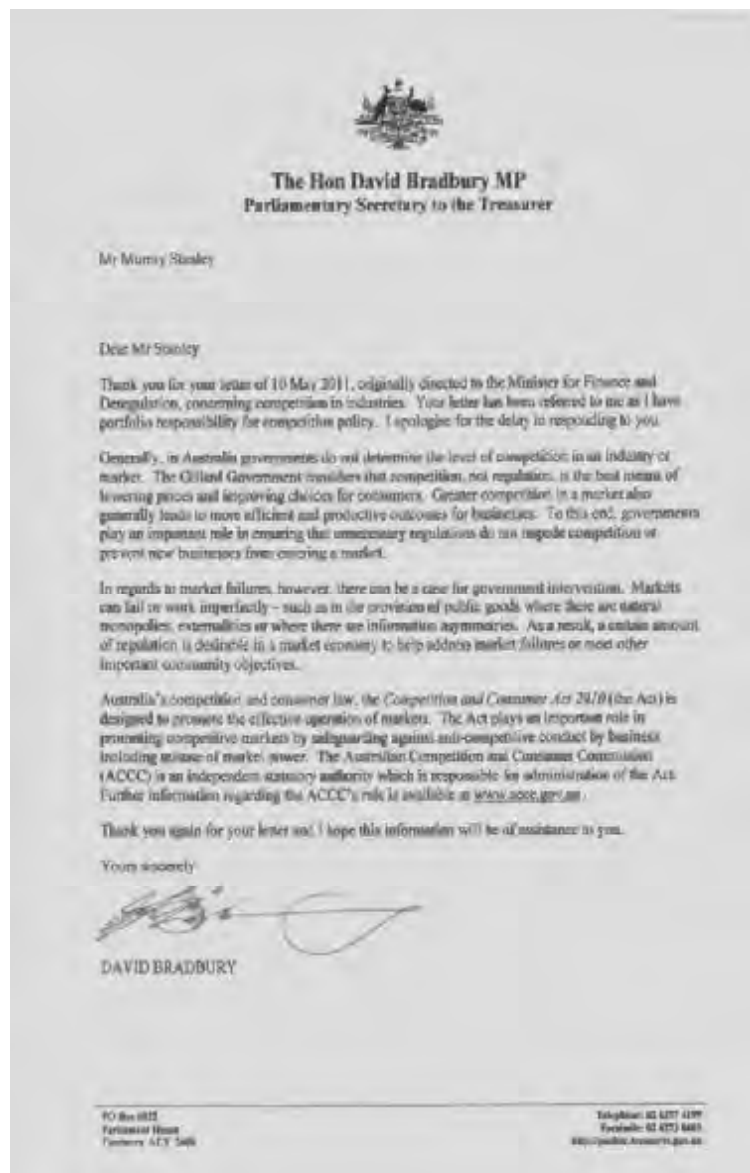 The Hon David Bradbury MP
Parliamentary Secretary to the Treasurer
Mr Murray Stanley
Dear Mr Stanley
Thank you for your letter of 10 May 2011, originally directed to the Minister for Finance and
Deregulation, concerning competition in industries. Your letter has been referred to me as I have
portfolio responsibility for competition policy. I apologise for the delay in responding to you.
Generally, in Australia governments do not determine the level of competition in an industry or
market. The Gillard Government considers that competition, not regulation, is the best means of
lowering prices and improving choices for consumers. Greater competition in a market also
generally leads to more efficient and productive outcomes for businesses. To this end, governments
play an important role in ensuring that unnecessary regulations do not impede competition or
prevent new businesses from entering a market.
In regards to market failures, however, there can be a case for government intervention. Markets
can fail or work imperfectly – such as in the provision of public goods where there are natural
monopolies, externalities or where there are information asymmetries. As a result, a certain amount
of regulation is desirable in a market economy to help address market failures or meet other
important community objectives.
Australia's competition and consumer law, the Competition and Consumer Act 2010 (the Act) is
designed to promote the effective operation of markets. The Act plays an important role in
promoting competitive markets by safeguarding against anti-competitive conduct by business
including misuse of market power. The Australian Competition and Consumer Commission
(ACCC) is an independent statutory authority which is responsible for administration of the Act.
Further information regarding the ACCC's role is available at www.accc.gov.au.
Thank you again for your letter and I hope this information will be of assistance to you.
Yours sincerely
DAVID BRADBURY
PO Box 6022
Parliament House
Canberra ACT 2600
Telephone: 02 6277
Facsimile: 02 6273